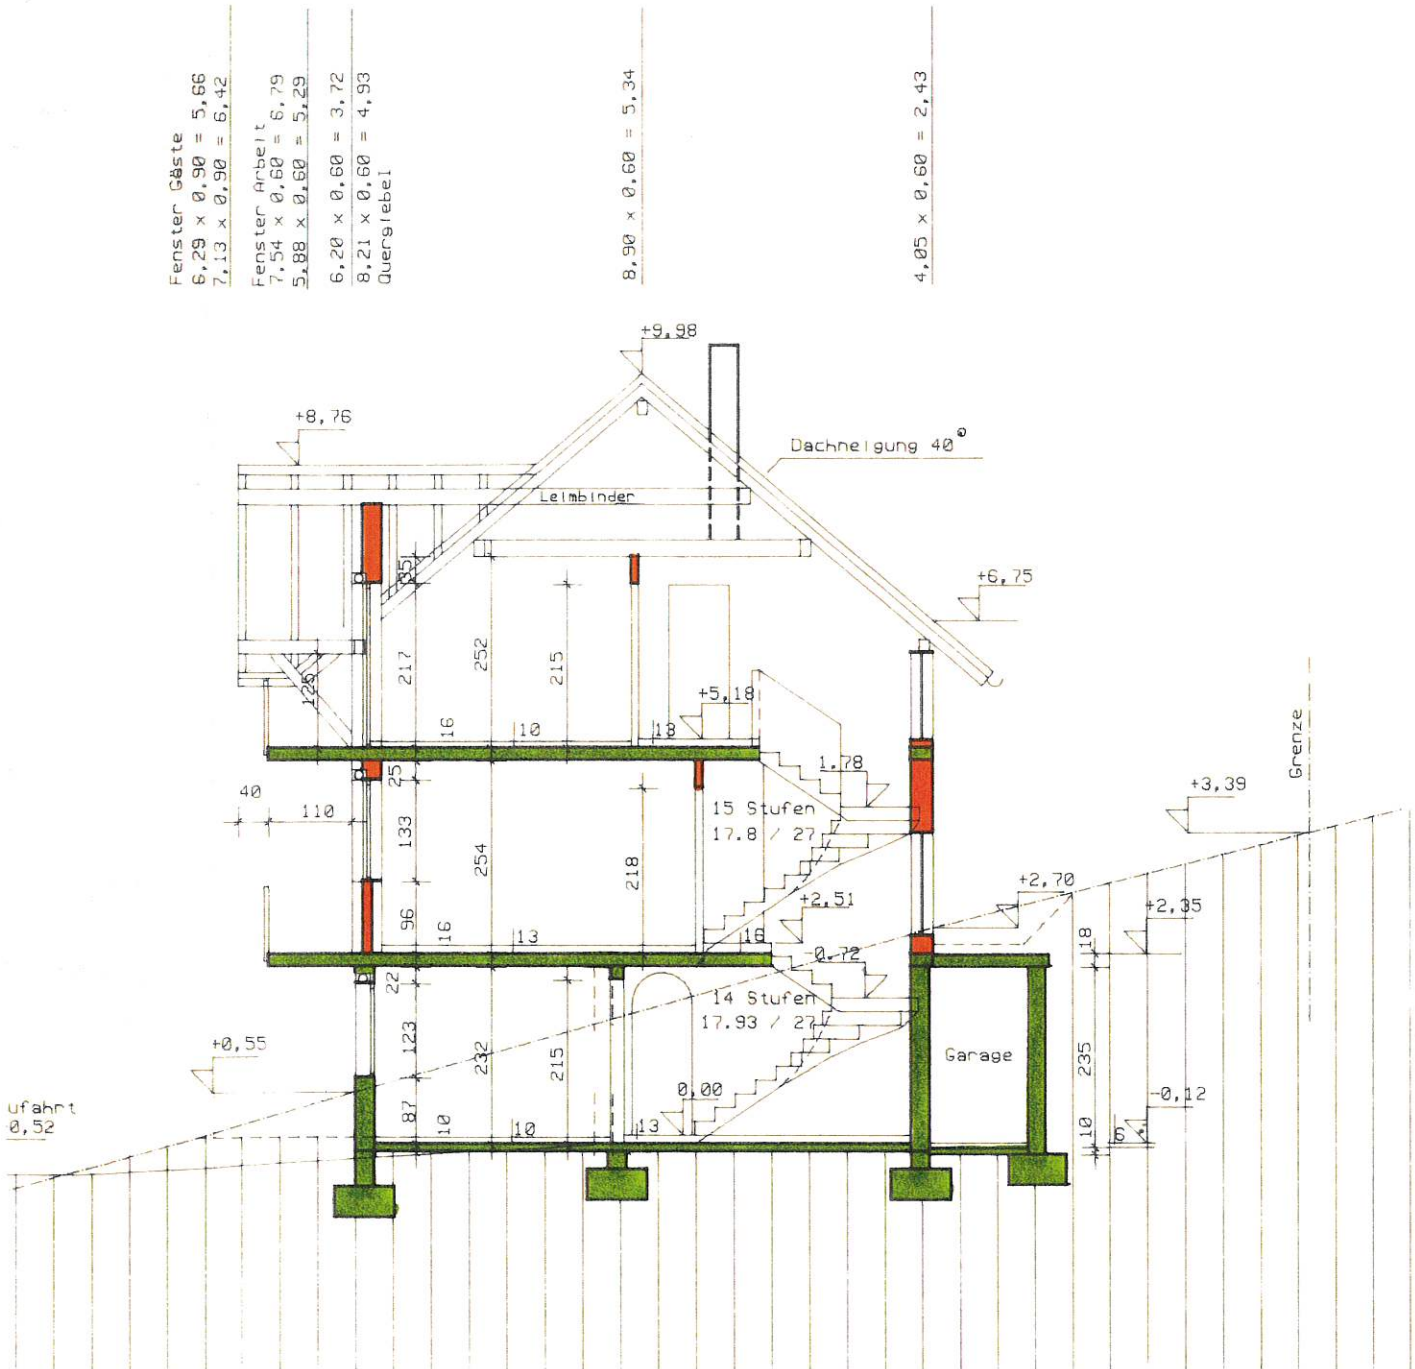 Fenster Gäste
6,29 x 0,90 = 5,66
7,13 x 0,90 = 6,42
Fenster Arbeit
7,54 x 0,60 = 6,79
5,88 x 0,60 = 5,29
6,20 x 0,60 = 3,72
8,21 x 0,60 = 4,93
Quergiebel
8,90 x 0,60 = 5,34
4,05 x 0,60 = 2,43
+9,98
+8,76
Dachneigung 40°
Leimbinder
35
+6,75
217
252
215
125
+5,18
16
10
13
Grenze
25
1.78
40
110
15 Stufen
17.8 / 27
+3,39
133
254
218
+2,70
+2,51
+2,35
96
16
13
16
18
22
0.72
14 Stufen
17.93 / 27
+0,55
123
232
215
Garage
235
ufahrt
0,52
87
0,00
-0,12
10
10
13
10
6